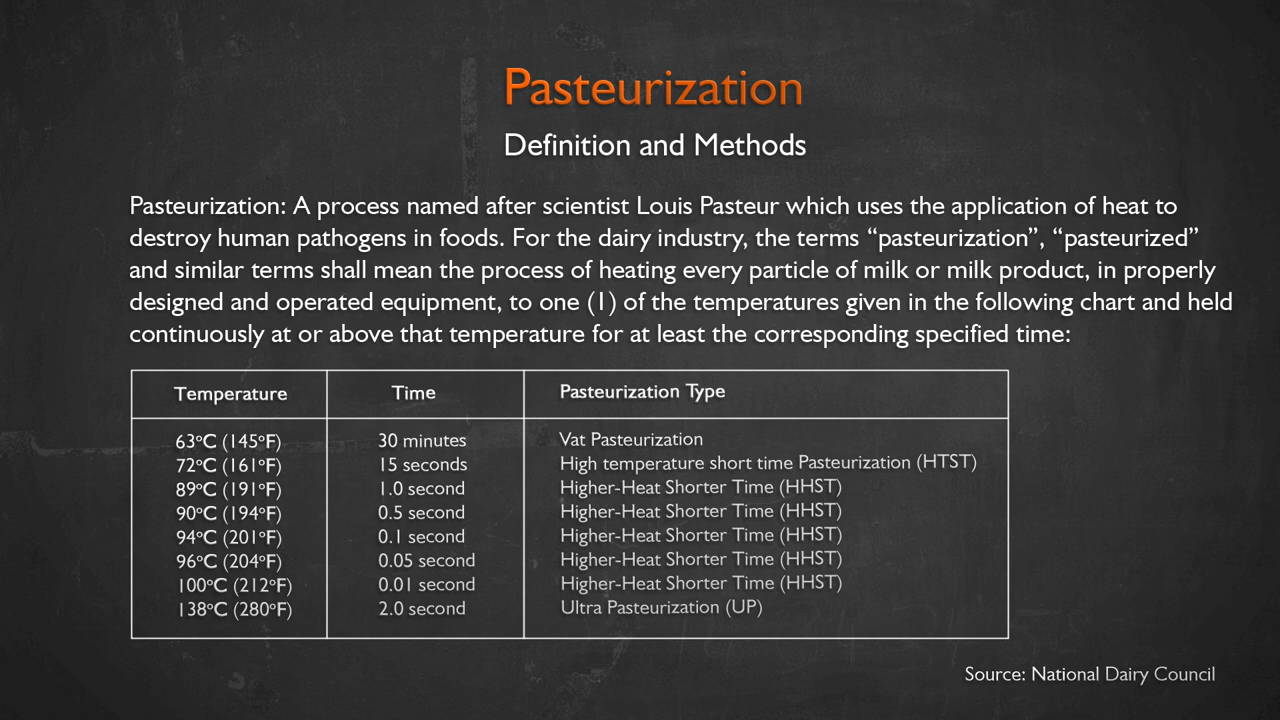 Pasteurization
Definition and Methods
Pasteurization: A process named after scientist Louis Pasteur which uses the application of heat to
destroy human pathogens in foods. For the dairy industry, the terms “pasteurization”, “pasteurized”
and similar terms shall mean the process of heating every particle of milk or milk product, in properly
designed and operated equipment, to one (1) of the temperatures given in the following chart and held
continuously at or above that temperature for at least the corresponding specified time:
Temperature Time Pasteurization Type
63°C (145°F) 30 minutes Vat Pasteurization
72°C (161°F) 15 seconds High temperature short time Pasteurization (HTST)
89°C (191°F) 1.0 second Higher-Heat Shorter Time (HHST)
90°C (194°F) 0.5 second Higher-Heat Shorter Time (HHST)
94°C (201°F) 0.1 second Higher-Heat Shorter Time (HHST)
96°C (204°F) 0.05 second Higher-Heat Shorter Time (HHST)
100°C (212°F) 0.01 second Higher-Heat Shorter Time (HHST)
138°C (280°F) 2.0 second Ultra Pasteurization (UP)
Source: National Dairy Council